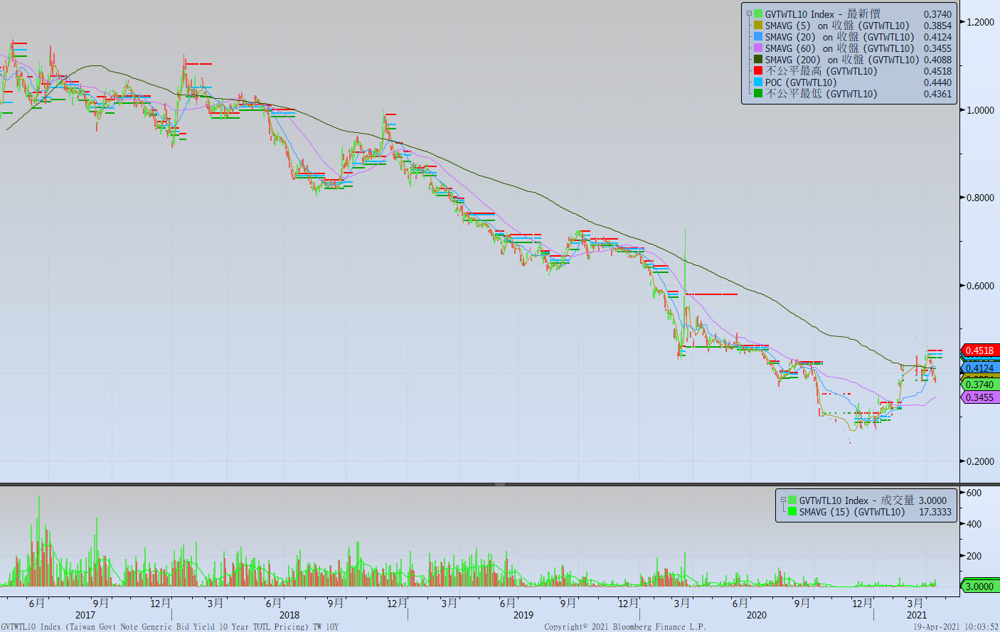 GVTWTL10 Index - 最新價 0.3740
SMAVG (5) on 收盤 (GVTWTL10) 0.3854
SMAVG (20) on 收盤 (GVTWTL10) 0.4124
SMAVG (60) on 收盤 (GVTWTL10) 0.3455
SMAVG (200) on 收盤 (GVTWTL10) 0.4088
不公平最高 (GVTWTL10) 0.4518
POC (GVTWTL10) 0.4440
不公平最低 (GVTWTL10) 0.4361
1.2000
1.0000
0.8000
0.6000
0.4518
0.4124
0.3740
0.3455
0.2000
GVTWTL10 Index - 成交量 3.0000
SMAVG (15) (GVTWTL10) 17.3333
600
400
200
3.0000
6月 9月 12月 3月 6月 9月 12月 3月 6月 9月 12月 3月 6月 9月 12月 3月
2017 2018 2019 2020 2021
GVTWTL10 Index (Taiwan Govt Note Generic Bid Yield 10 Year TOTL Pricing) TW 10Y Copyright© 2021 Bloomberg Finance L.P. 19-Apr-2021 10:03:52